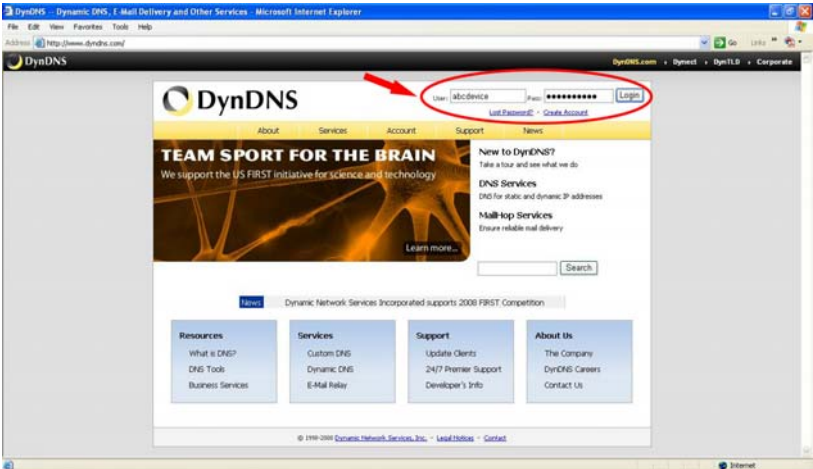 DynDNS -- Dynamic DNS, E-Mail Delivery and Other Services - Microsoft Internet Explorer
File Edit View Favorites Tools Help
Address http://www.dyndns.com/ Go Links »
DynDNS DynDNS.com Dynect DynTLD Corporate
DynDNS User: abcdevice Pass: ●●●●●●●●●● Login
Lost Password? - Create Account
About Services Account Support News
TEAM SPORT FOR THE BRAIN
We support the US FIRST initiative for science and technology
Learn more...
New to DynDNS?
Take a tour and see what we do
DNS Services
DNS for static and dynamic IP addresses
MailHop Services
Ensure reliable mail delivery
Search
News Dynamic Network Services Incorporated supports 2008 FIRST Competition
Resources
What is DNS?
DNS Tools
Business Services
Services
Custom DNS
Dynamic DNS
E-Mail Relay
Support
Update Clients
24/7 Premier Support
Developer's Info
About Us
The Company
DynDNS Careers
Contact Us
© 1998-2008 Dynamic Network Services, Inc. - Legal Notices - Contact
Internet